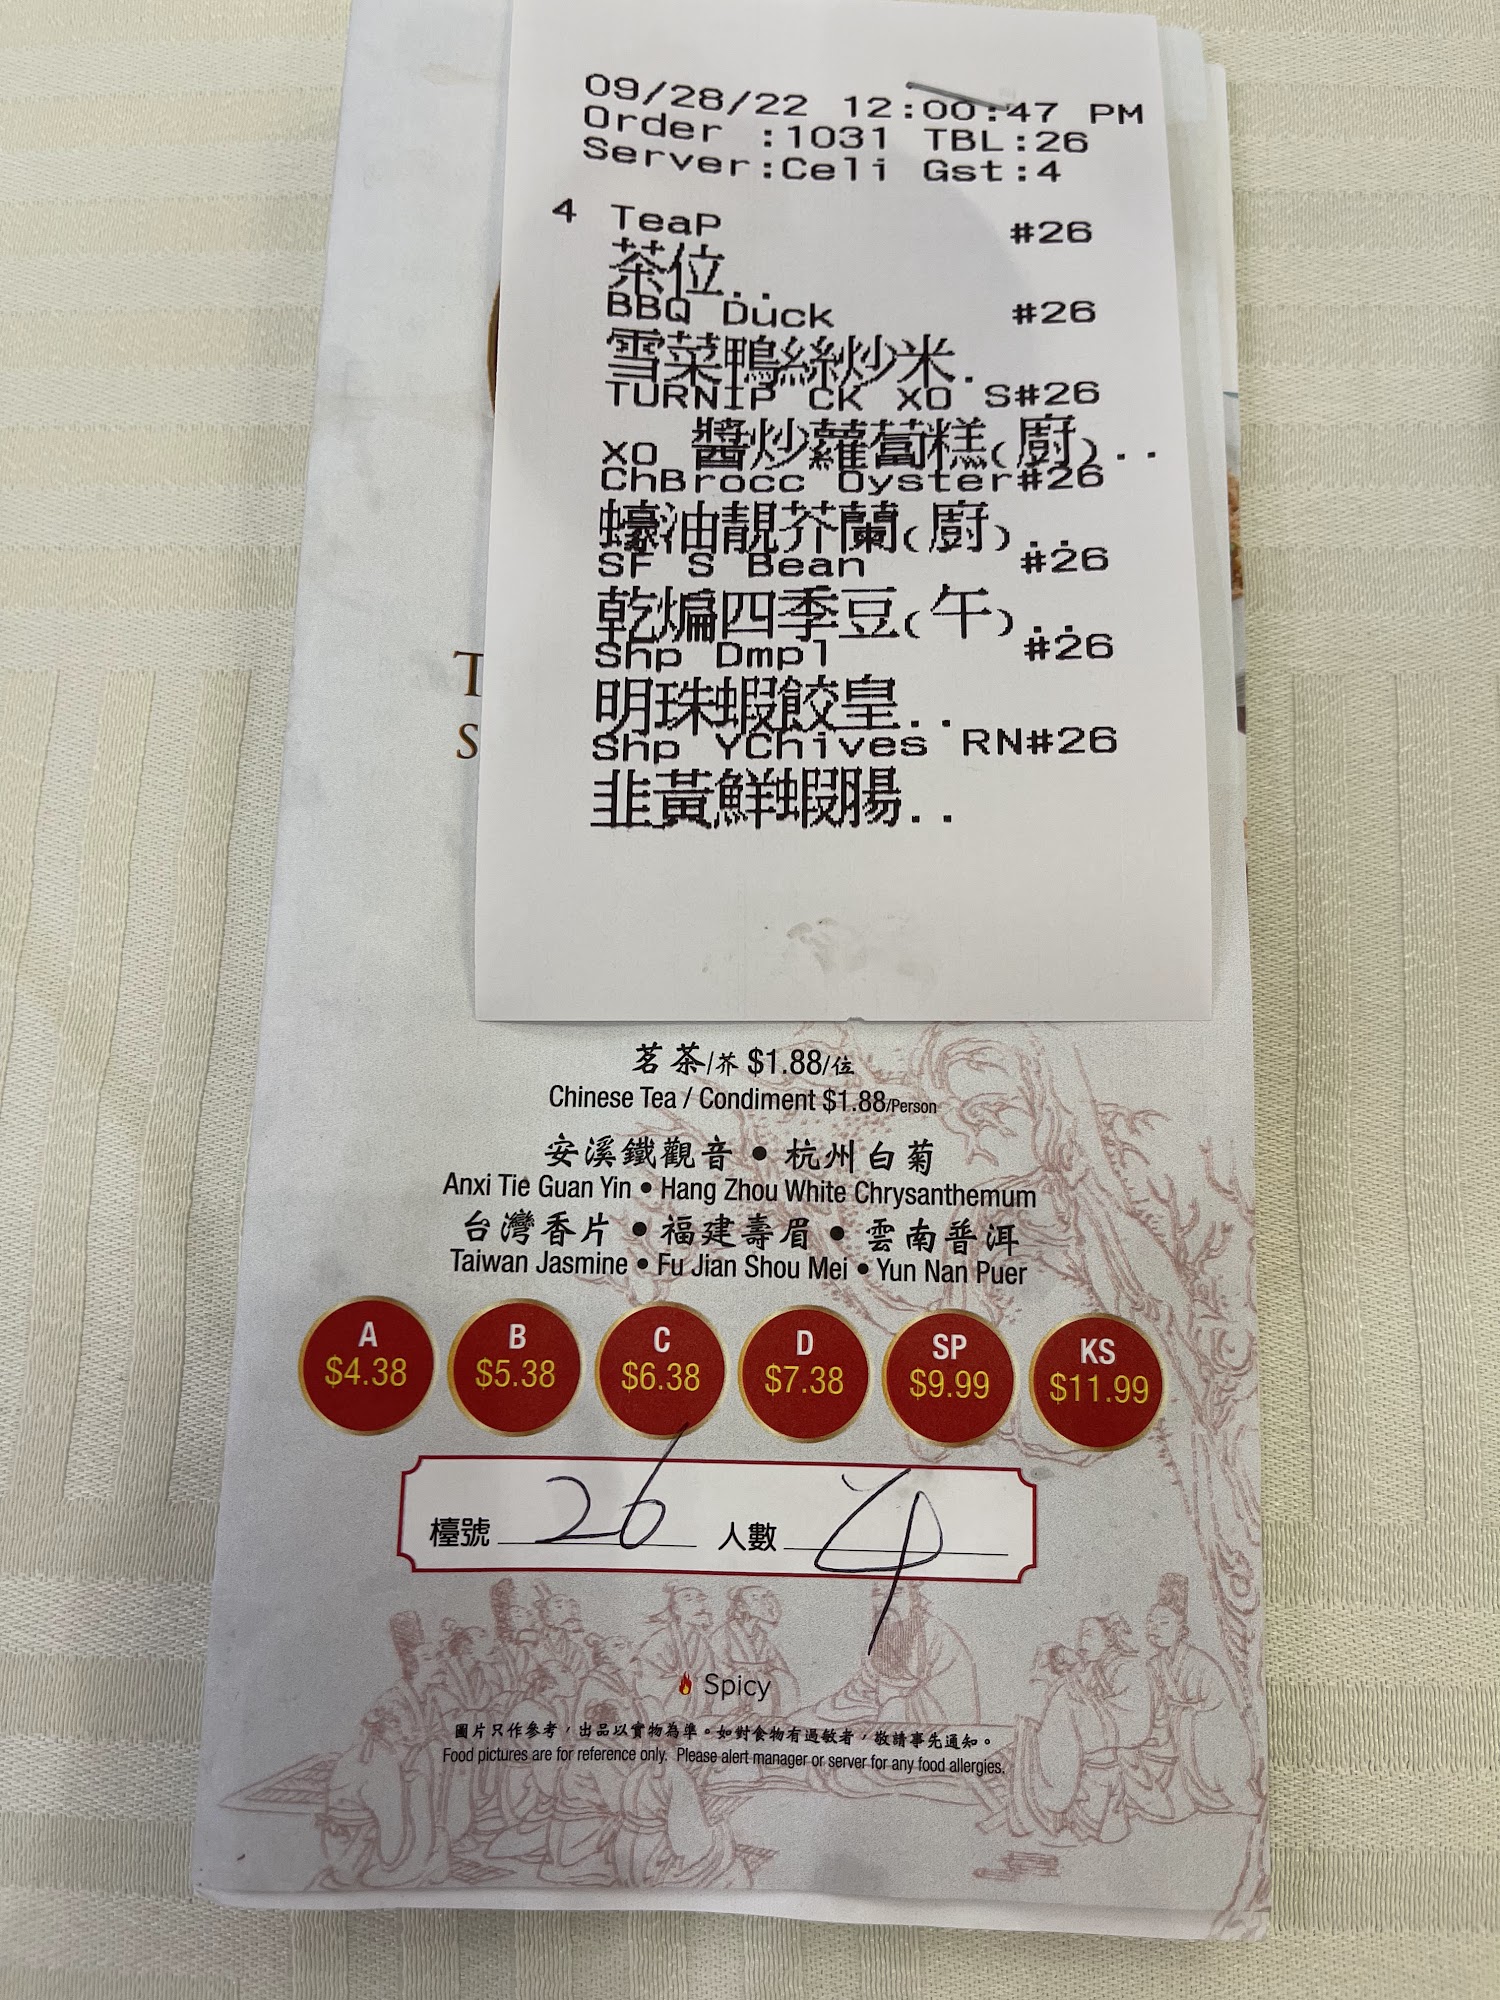 09/28/22 12:00:47 PM
Order :1031 TBL:26
Server:Celi Gst:4
4 TeaP #26
茶位..
BBQ Duck #26
雪菜鴨絲炒米.
TURNIP CK XO S#26
XO 醬炒蘿蔔糕(廚)..
ChBrocc Oyster#26
蠔油靚芥蘭(廚)..
SF S Bean #26
乾煸四季豆(午)..
Shp Dmpl #26
明珠蝦餃皇..
Shp YChives RN#26
韭黃鮮蝦腸..
T
S
茗茶/芥 $1.88/位
Chinese Tea / Condiment $1.88/Person
安溪鐵觀音 • 杭州白菊
Anxi Tie Guan Yin • Hang Zhou White Chrysanthemum
台灣香片 • 福建壽眉 • 雲南普洱
Taiwan Jasmine • Fu Jian Shou Mei • Yun Nan Puer
A B C D SP KS
$4.38 $5.38 $6.38 $7.38 $9.99 $11.99
檯號 26 人數 4
Spicy
圖片只作參考，出品以實物為準。如對食物有過敏者，敬請事先通知。
Food pictures are for reference only. Please alert manager or server for any food allergies.